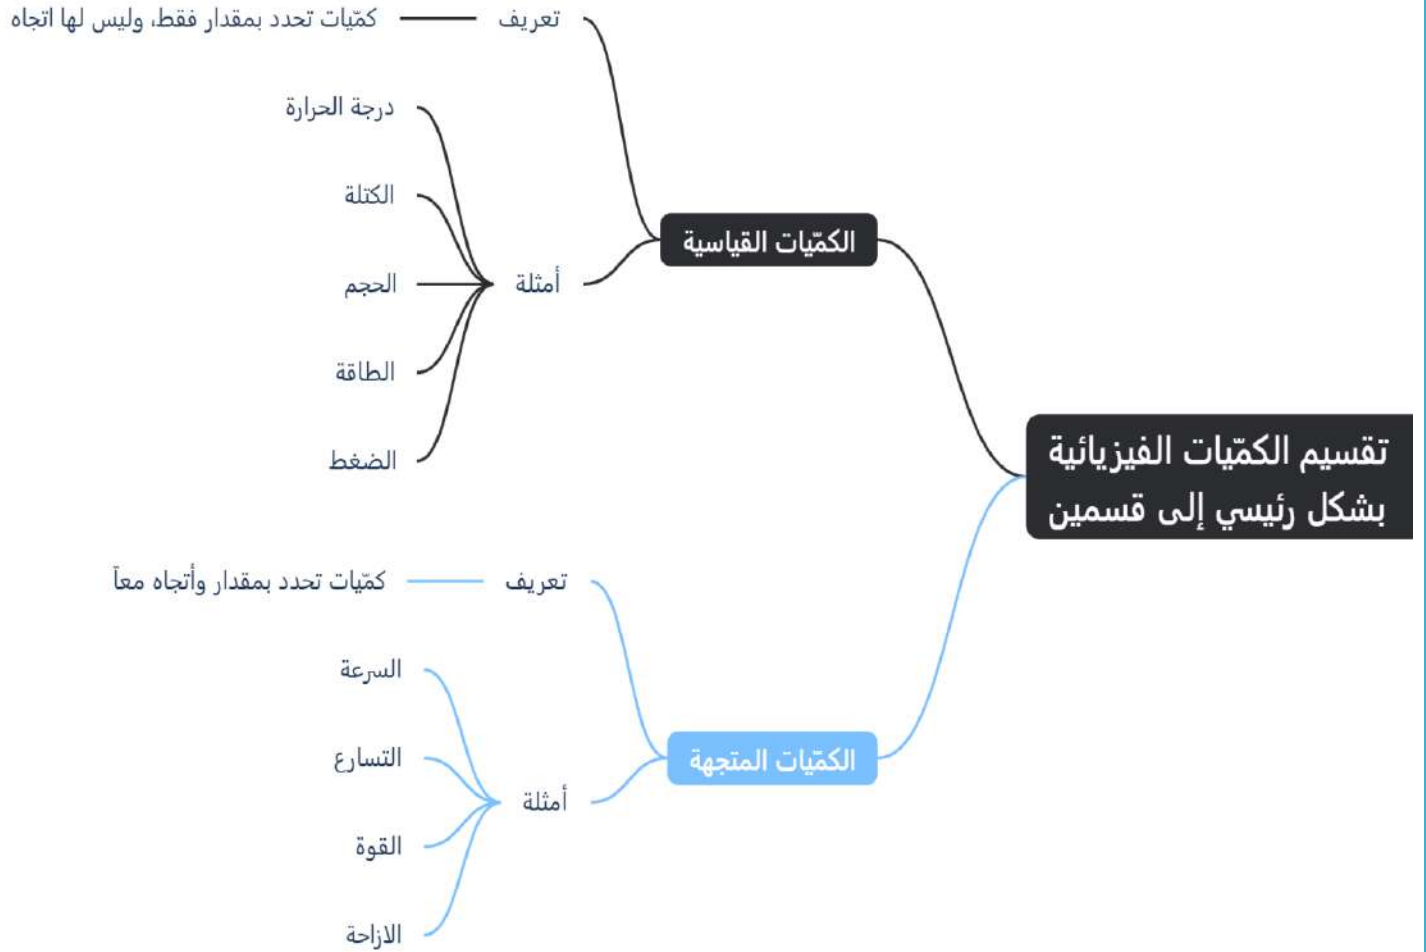 تقسيم الكمّيات الفيزيائية
بشكل رئيسي إلى قسمين
الكمّيات القياسية
تعريف
كمّيات تحدد بمقدار فقط، وليس لها اتجاه
أمثلة
درجة الحرارة
الكتلة
الحجم
الطاقة
الضغط
الكمّيات المتجهة
تعريف
كمّيات تحدد بمقدار وأتجاه معاً
أمثلة
السرعة
التسارع
القوة
الازاحة